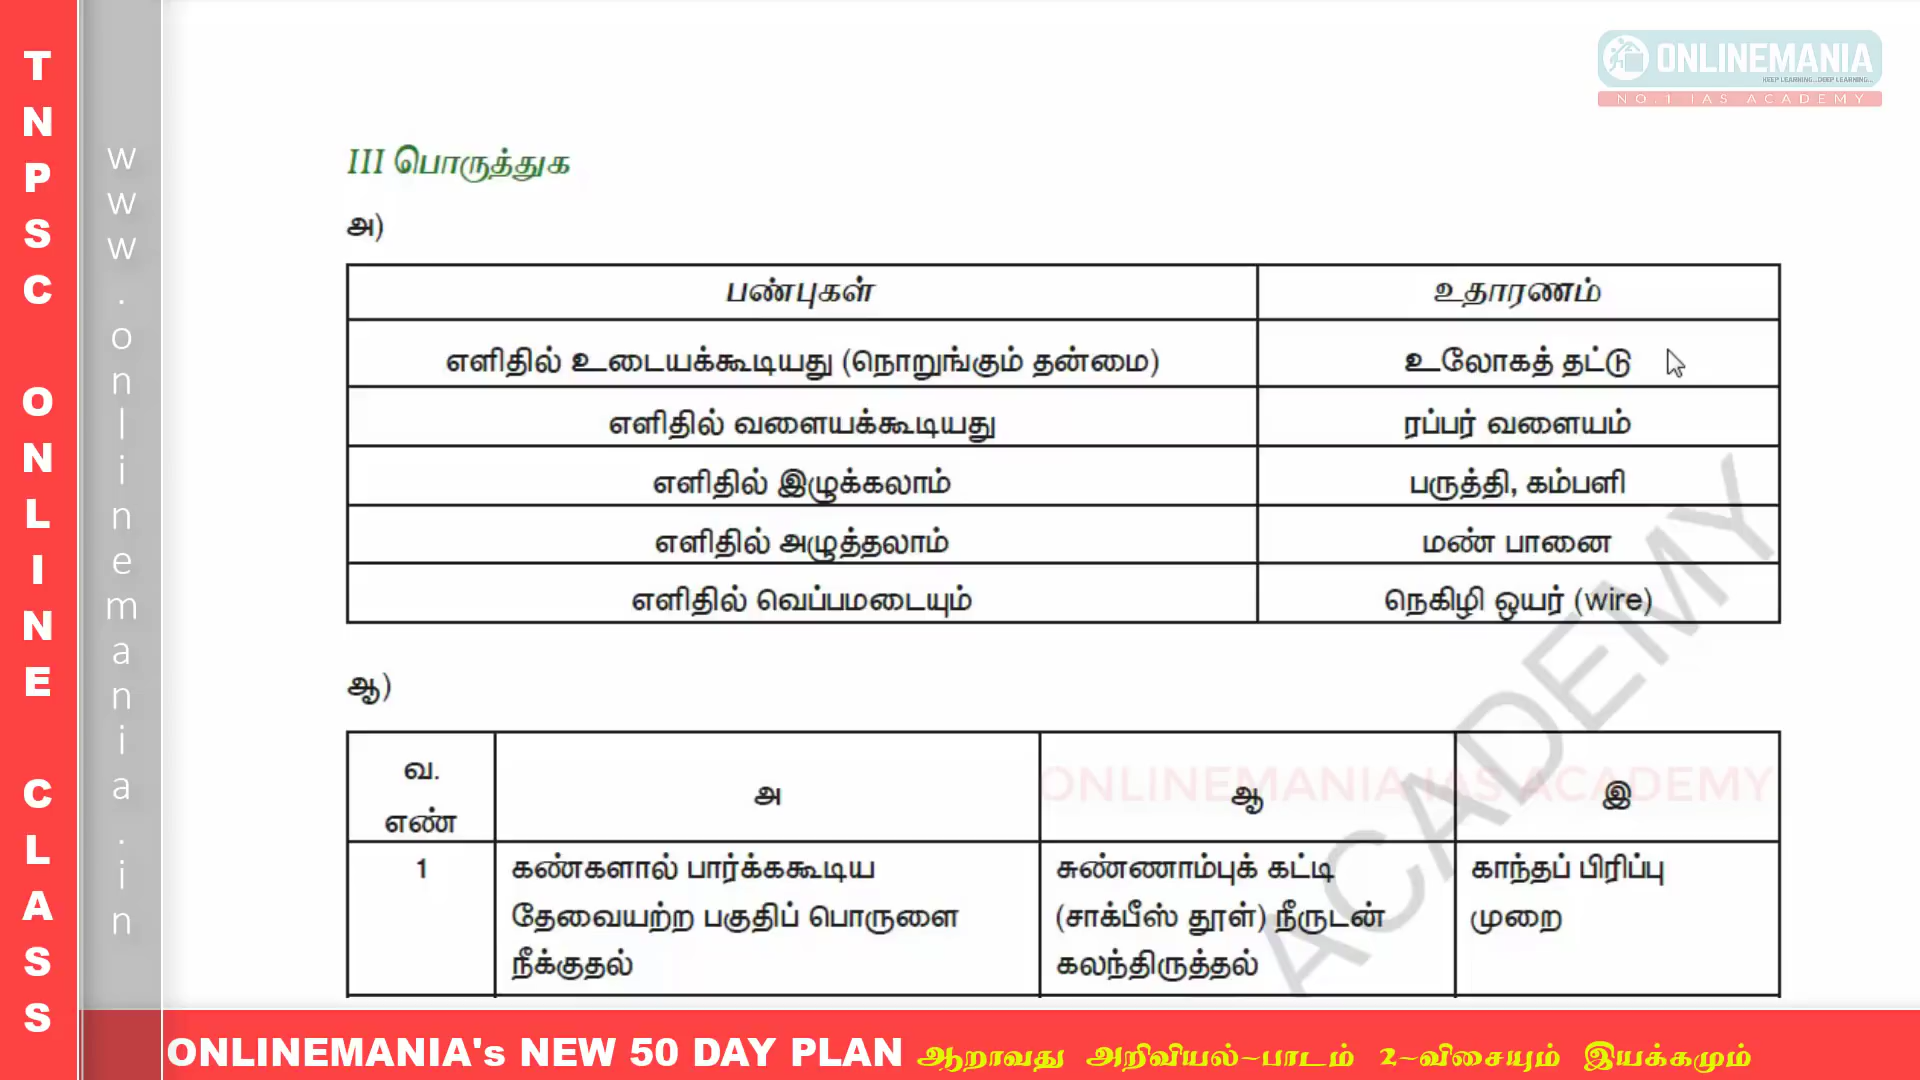 TNPSC ONLINE CLASS
www.onlinemania.in
ONLINEMANIA
KEEP LEARNING...DEEP LEARNING...
NO.1 IAS ACADEMY
III பொருத்துக
அ)
பண்புகள் உதாரணம்
எளிதில் உடையக்கூடியது (நொறுங்கும் தன்மை) உலோகத் தட்டு
எளிதில் வளையக்கூடியது ரப்பர் வளையம்
எளிதில் இழுக்கலாம் பருத்தி, கம்பளி
எளிதில் அழுத்தலாம் மண் பானை
எளிதில் வெப்பமடையும் நெகிழி ஒயர் (wire)
ஆ)
வ.
எண் அ ஆ இ
ONLINEMANIA IAS ACADEMY
ACADEMY
1 கண்களால் பார்க்ககூடிய சுண்ணாம்புக் கட்டி காந்தப் பிரிப்பு
தேவையற்ற பகுதிப் பொருளை (சாக்பீஸ் தூள்) நீருடன் முறை
நீக்குதல் கலந்திருத்தல்
ONLINEMANIA's NEW 50 DAY PLAN ஆறாவது அறிவியல்-பாடம் 2-விசையும் இயக்கமும்